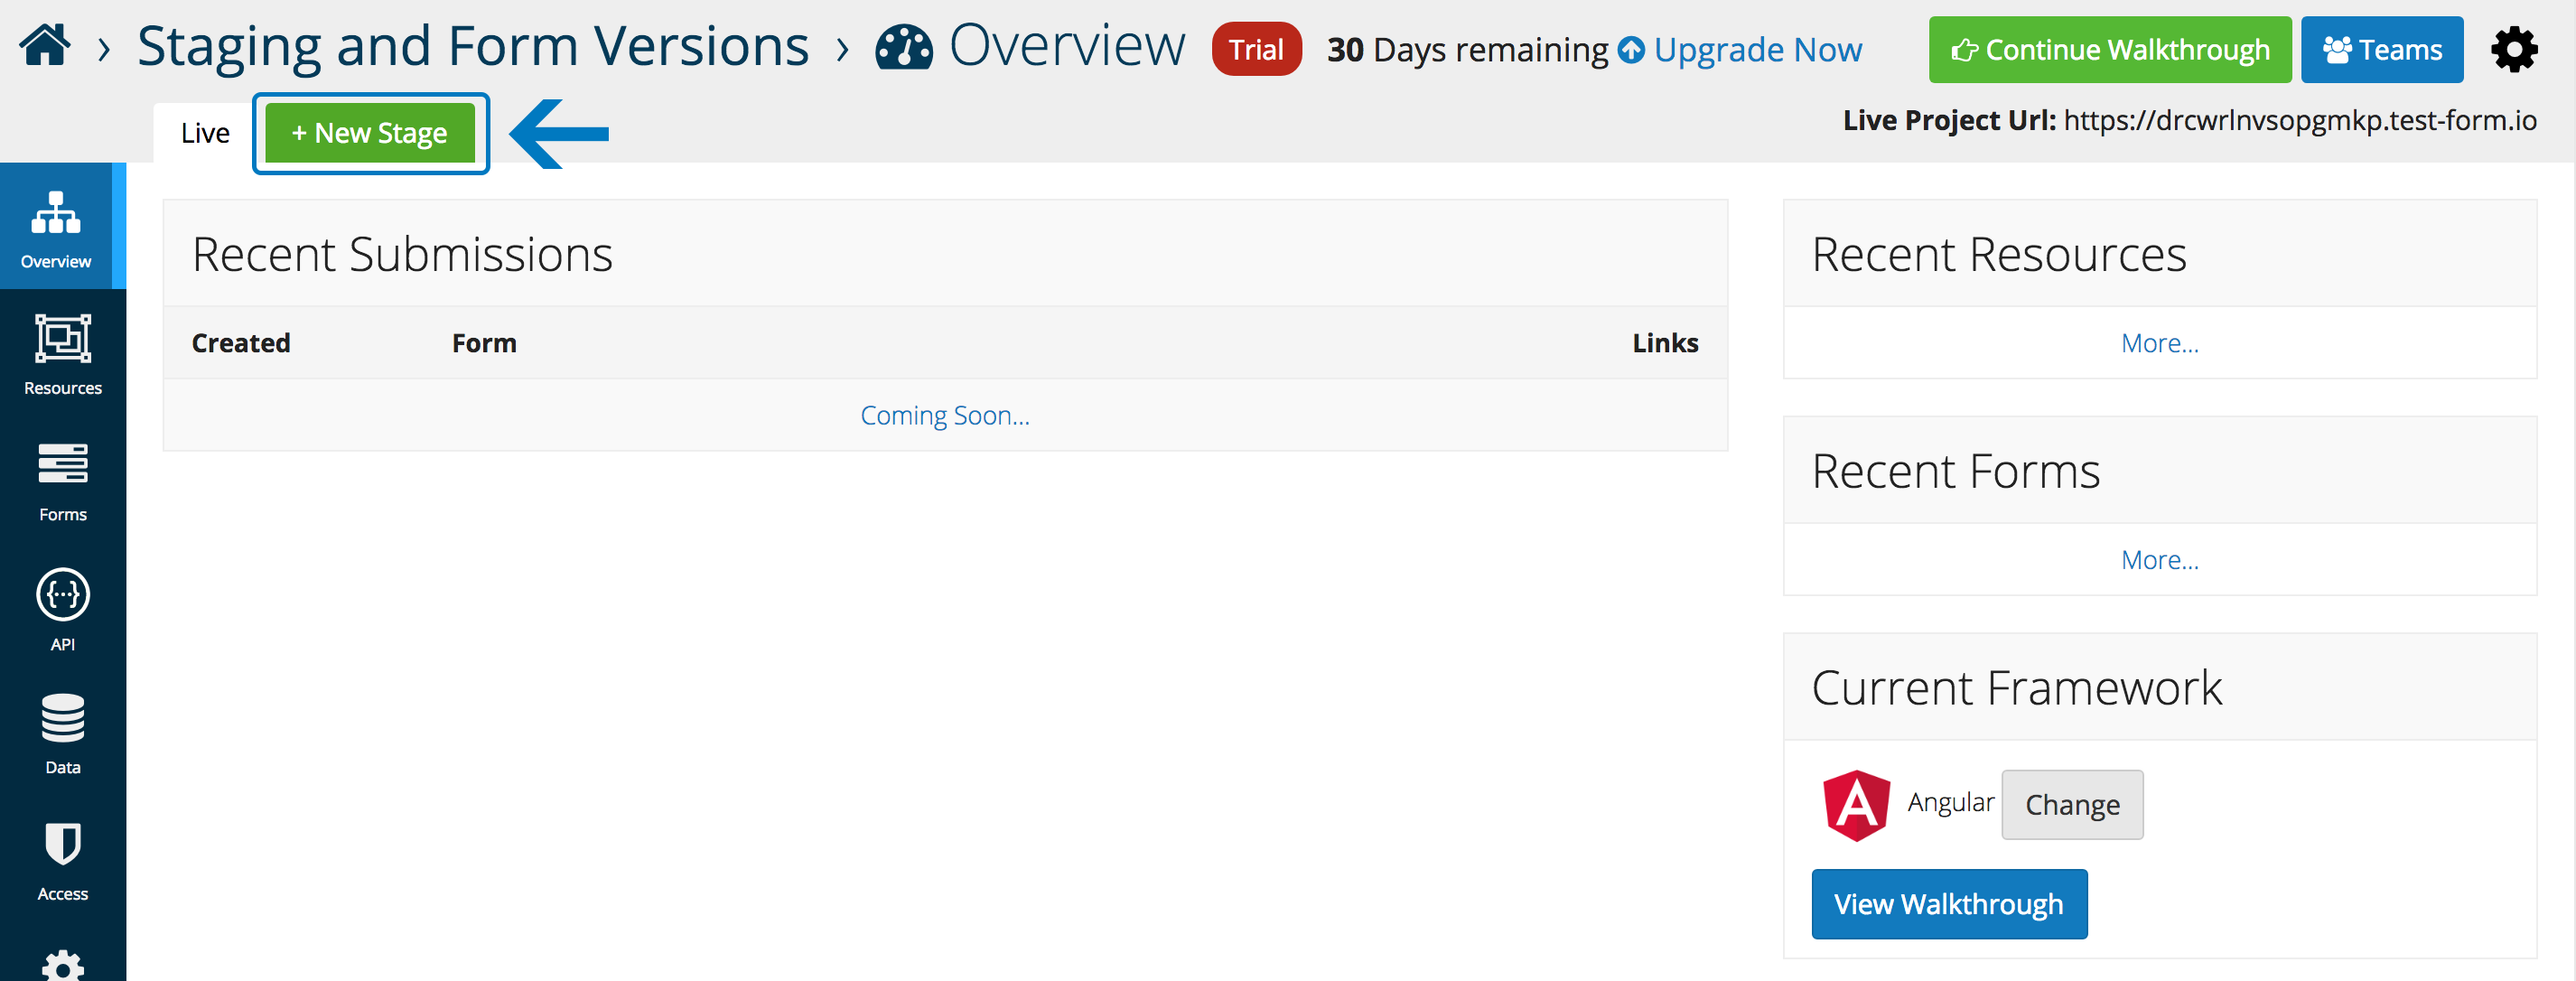 › Staging and Form Versions › Overview Trial 30 Days remaining Upgrade Now Continue Walkthrough Teams
Live + New Stage Live Project Url: https://drcwrlnvsopgmkp.test-form.io
Overview
Resources
Forms
API
Data
Access
Recent Submissions
Created Form Links
Coming Soon...
Recent Resources
More...
Recent Forms
More...
Current Framework
A Angular Change
View Walkthrough